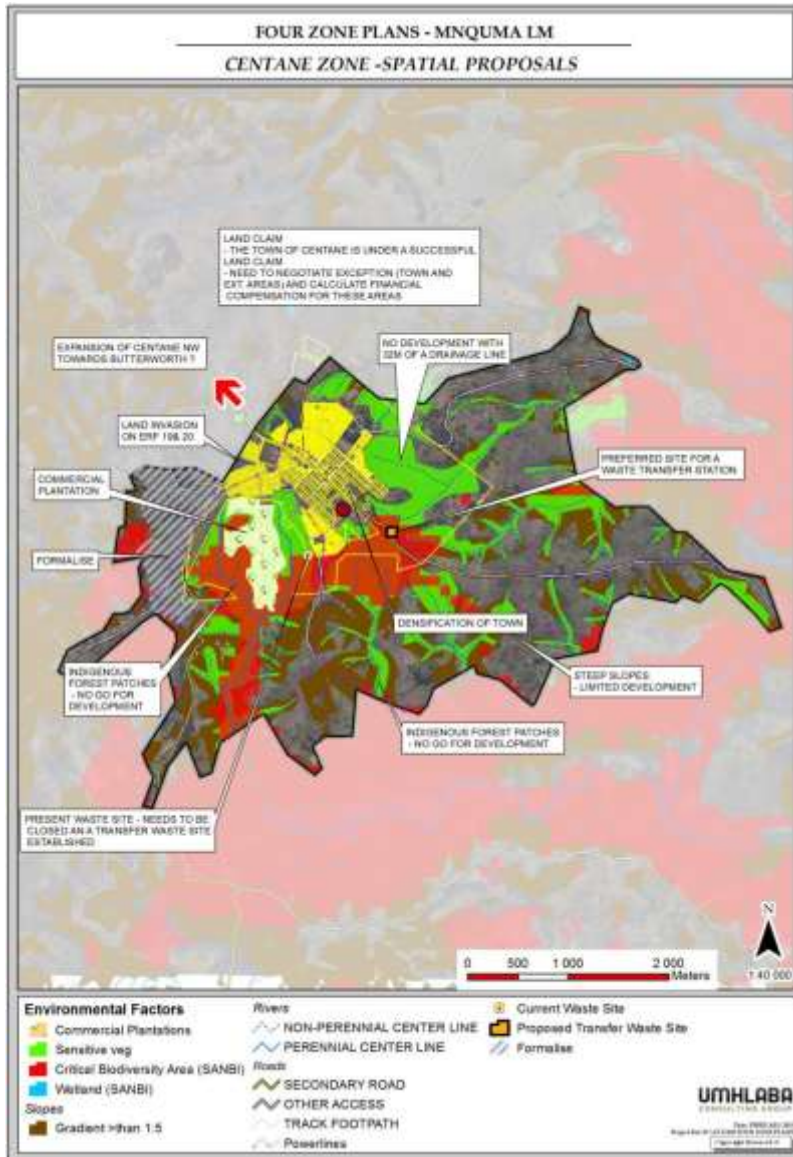 FOUR ZONE PLANS - MNQUMA LM
CENTANE ZONE -SPATIAL PROPOSALS
LAND CLAIM
- THE TOWN OF CENTANE IS UNDER A SUCCESSFUL
LAND CLAIM
- NEED TO NEGOTIATE EXCEPTION (TOWN AND
EXT AREAS) AND CALCULATE FINANCIAL
COMPENSATION FOR THESE AREAS
EXPANSION OF CENTANE NW
TOWARDS BUTTERWORTH ?
NO DEVELOPMENT WITH
32M OF A DRAINAGE LINE
LAND INVASION
ON ERF 19& 20
PREFERRED SITE FOR A
WASTE TRANSFER STATION
COMMERCIAL
PLANTATION
FORMALISE
DENSIFICATION OF TOWN
INDIGENOUS
FOREST PATCHES
- NO GO FOR
DEVELOPMENT
STEEP SLOPES
- LIMITED DEVELOPMENT
INDIGENOUS FOREST PATCHES
- NO GO FOR DEVELOPMENT
PRESENT WASTE SITE - NEEDS TO BE
CLOSED AN A TRANSFER WASTE SITE
ESTABLISHED
N
0 500 1 000 2 000
Meters
1:40 000
Environmental Factors
Commercial Plantations
Sensitive veg
Critical Biodiversity Area (SANBI)
Wetland (SANBI)
Slopes
Gradient >than 1.5
Rivers
NON-PERENNIAL CENTER LINE
PERENNIAL CENTER LINE
Roads
SECONDARY ROAD
OTHER ACCESS
TRACK FOOTPATH
Powerlines
Current Waste Site
Proposed Transfer Waste Site
Formalise
UMHLABA
CONSULTING GROUP